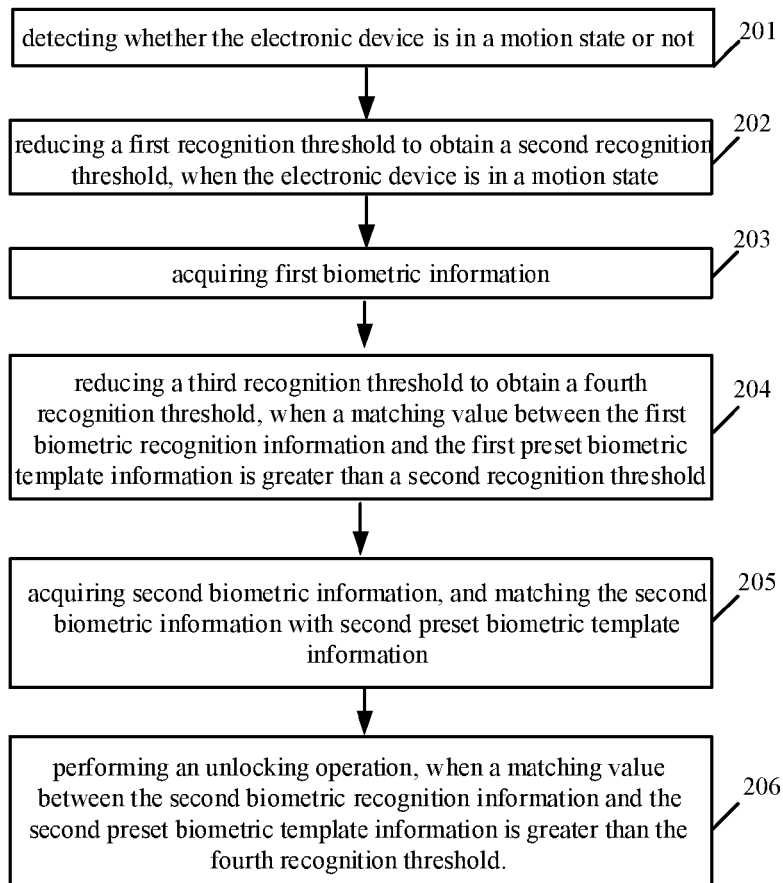 detecting whether the electronic device is in a motion state or not
201
reducing a first recognition threshold to obtain a second recognition
threshold, when the electronic device is in a motion state
202
acquiring first biometric information
203
reducing a third recognition threshold to obtain a fourth
recognition threshold, when a matching value between the first
biometric recognition information and the first preset biometric
template information is greater than a second recognition threshold
204
acquiring second biometric information, and matching the second
biometric information with second preset biometric template
information
205
performing an unlocking operation, when a matching value
between the second biometric recognition information and the
second preset biometric template information is greater than the
fourth recognition threshold.
206